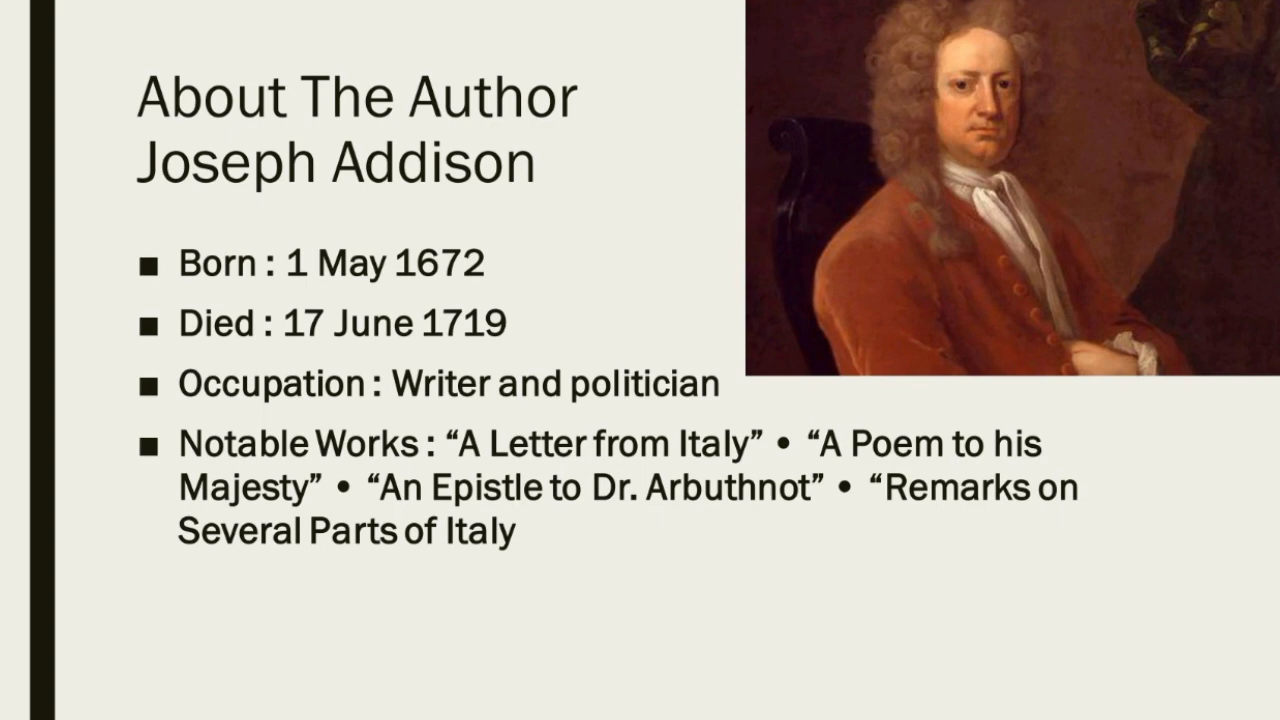 About The Author
Joseph Addison
■ Born : 1 May 1672
■ Died : 17 June 1719
■ Occupation : Writer and politician
■ Notable Works : “A Letter from Italy” • “A Poem to his
Majesty” • “An Epistle to Dr. Arbuthnot” • “Remarks on
Several Parts of Italy